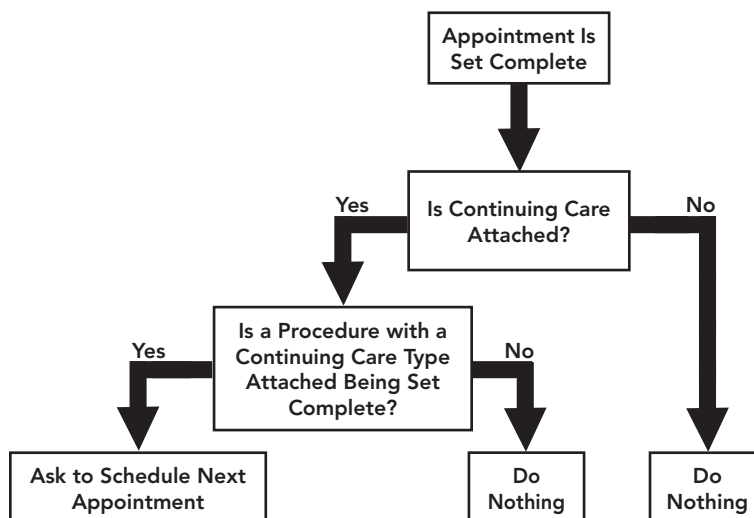 Appointment Is
Set Complete
Is Continuing Care
Attached?
Yes
No
Is a Procedure with a
Continuing Care Type
Attached Being Set
Complete?
Yes
No
Ask to Schedule Next
Appointment
Do
Nothing
Do
Nothing